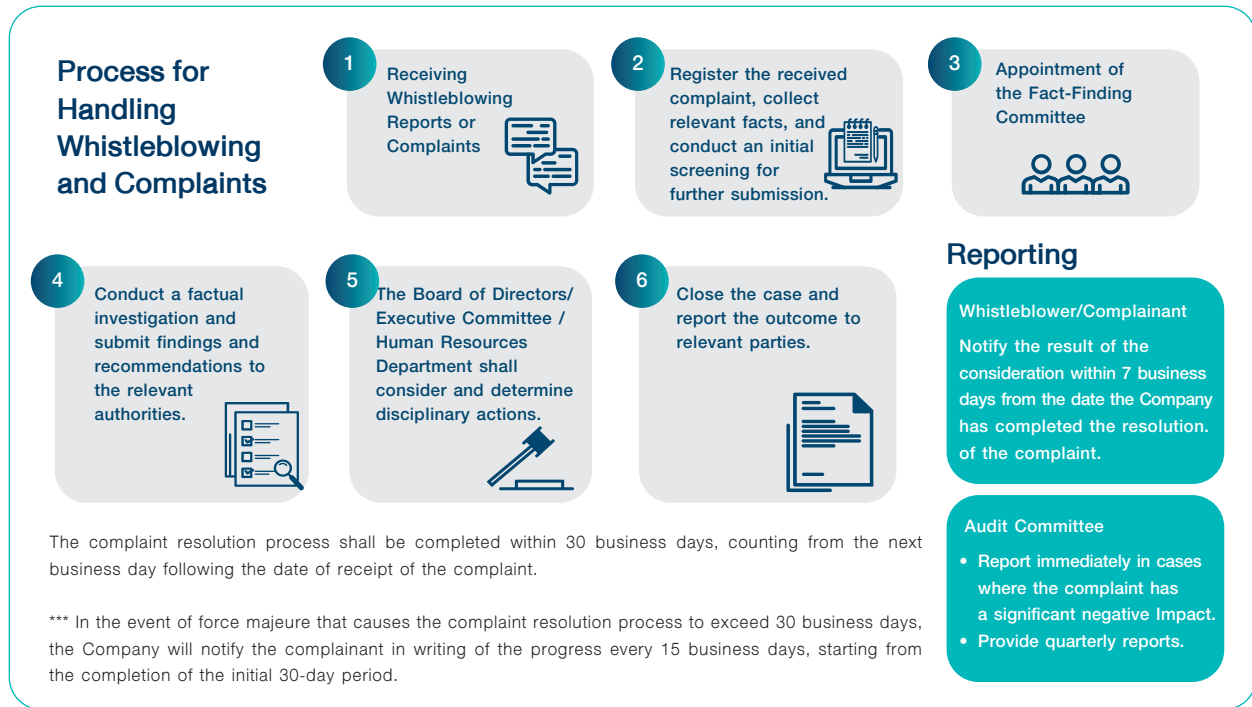 Process for
Handling
Whistleblowing
and Complaints
1
Receiving
Whistleblowing
Reports or
Complaints
2
Register the received
complaint, collect
relevant facts, and
conduct an initial
screening for
further submission.
3
Appointment of
the Fact-Finding
Committee
4
Conduct a factual
investigation and
submit findings and
recommendations to
the relevant
authorities.
5
The Board of Directors/
Executive Committee /
Human Resources
Department shall
consider and determine
disciplinary actions.
6
Close the case and
report the outcome to
relevant parties.
Reporting
Whistleblower/Complainant
Notify the result of the
consideration within 7 business
days from the date the Company
has completed the resolution.
of the complaint.
Audit Committee
• Report immediately in cases
where the complaint has
a significant negative Impact.
• Provide quarterly reports.
The complaint resolution process shall be completed within 30 business days, counting from the next
business day following the date of receipt of the complaint.
*** In the event of force majeure that causes the complaint resolution process to exceed 30 business days,
the Company will notify the complainant in writing of the progress every 15 business days, starting from
the completion of the initial 30-day period.